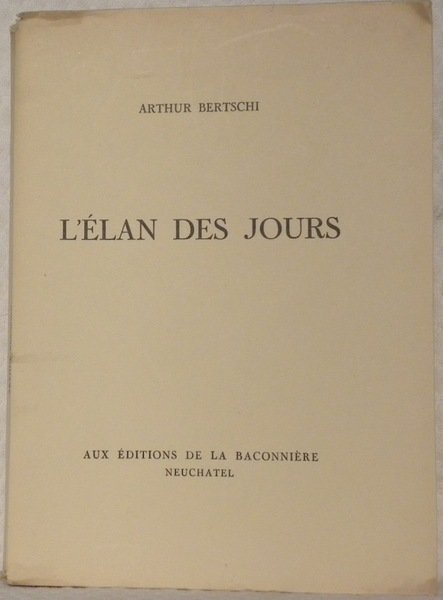 ARTHUR BERTSCHI
L'ÉLAN DES JOURS
AUX ÉDITIONS DE LA BACONNIÈRE
NEUCHATEL